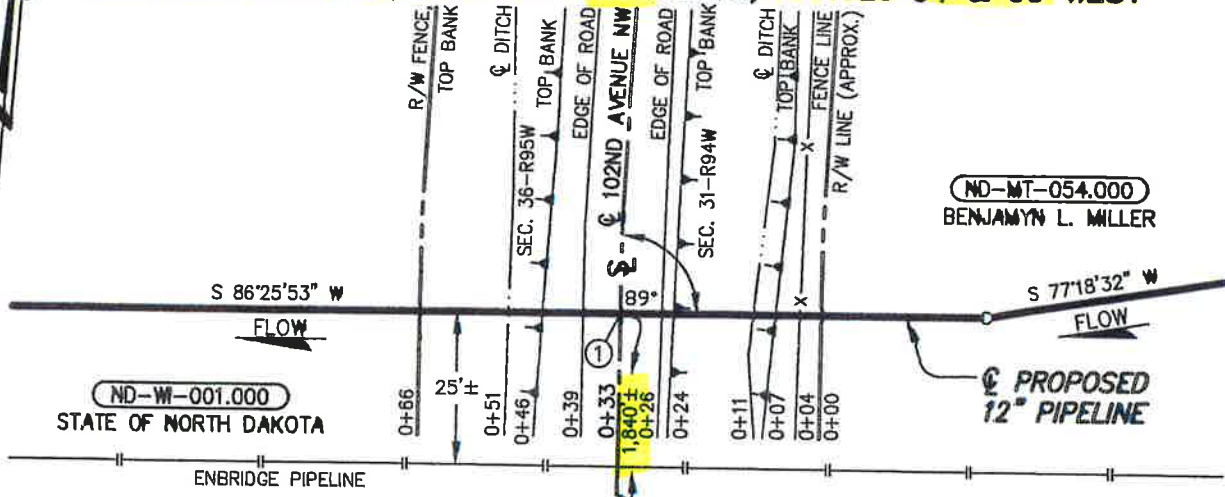 R/W FENCE,
TOP BANK
℄ DITCH
TOP BANK
SEC. 36-R95W
EDGE OF ROAD
S ℄ 102ND AVENUE NW
EDGE OF ROAD
TOP BANK
SEC. 31-R94W
℄ DITCH
TOP BANK
FENCE LINE
R/W LINE (APPROX.)
X
X
ND-MT-054.000
BENJAMYN L. MILLER
S 86°25'53" W
FLOW
89°
S 77°18'32" W
FLOW
1
25'±
℄ PROPOSED
12" PIPELINE
ND-WI-001.000
STATE OF NORTH DAKOTA
0+66
0+51
0+46
0+39
0+33
1,840'±
0+26
0+24
0+11
0+07
0+04
0+00
ENBRIDGE PIPELINE